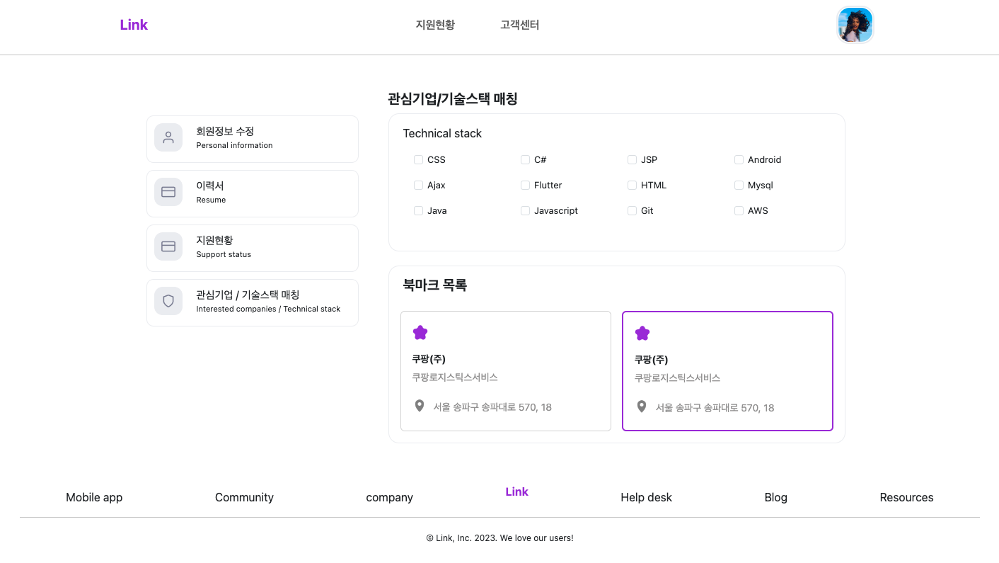 Link
지원현황
고객센터
회원정보 수정
Personal information
이력서
Resume
지원현황
Support status
관심기업 / 기술스택 매칭
Interested companies / Technical stack
관심기업/기술스택 매칭
Technical stack
CSS
C#
JSP
Android
Ajax
Flutter
HTML
Mysql
Java
Javascript
Git
AWS
북마크 목록
쿠팡(주)
쿠팡로지스틱스서비스
서울 송파구 송파대로 570, 18
쿠팡(주)
쿠팡로지스틱스서비스
서울 송파구 송파대로 570, 18
Mobile app
Community
company
Link
Help desk
Blog
Resources
© Link, Inc. 2023. We love our users!